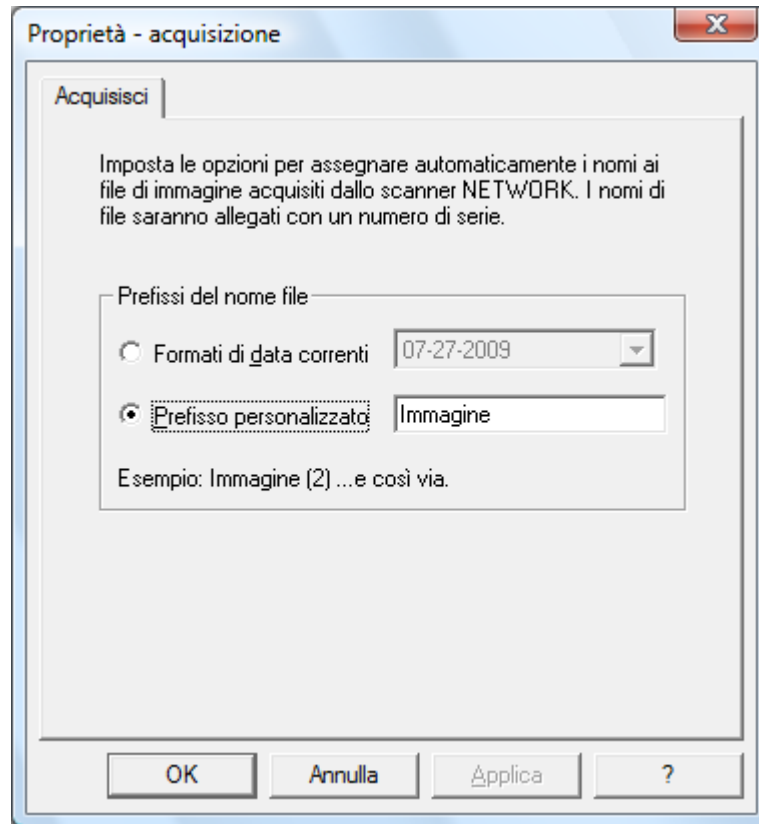 Proprietà - acquisizione
Acquisisci
Imposta le opzioni per assegnare automaticamente i nomi ai
file di immagine acquisiti dallo scanner NETWORK. I nomi di
file saranno allegati con un numero di serie.
Prefissi del nome file
Formati di data correnti 07-27-2009
Prefisso personalizzato Immagine
Esempio: Immagine (2) ...e così via.
OK Annulla Applica ?